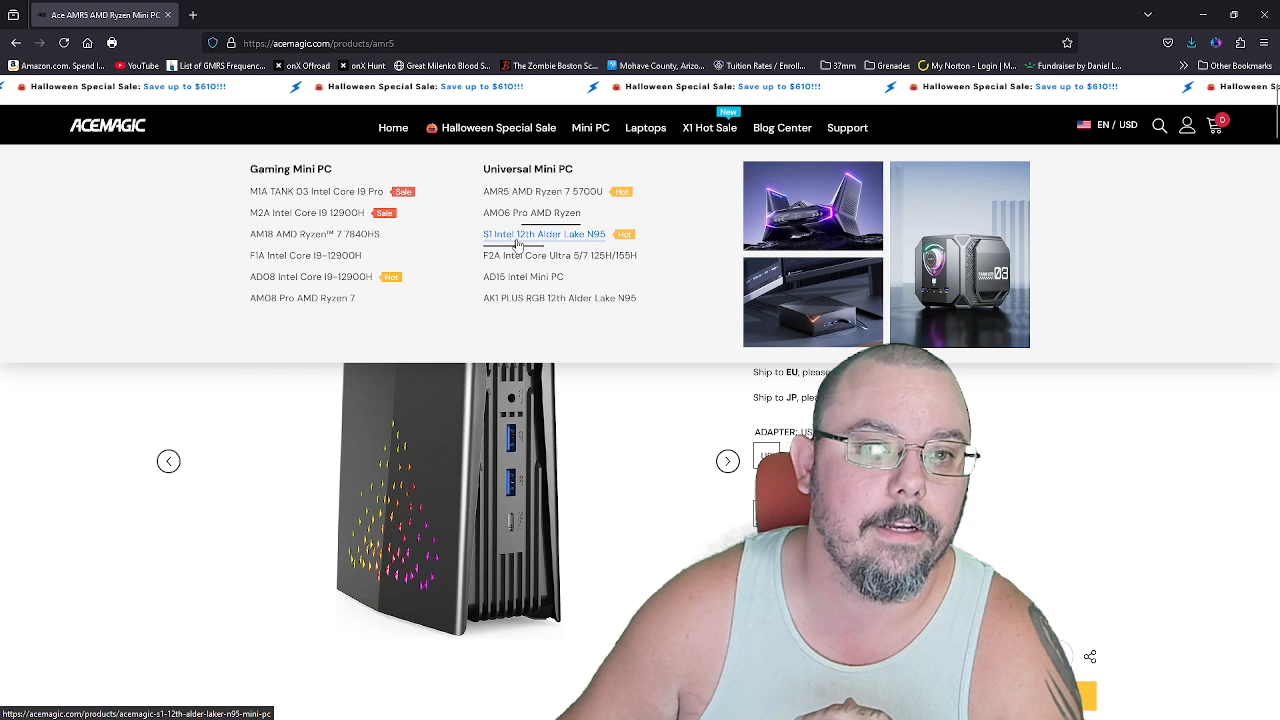 Ace AMR5 AMD Ryzen Mini PC
https://acemagic.com/products/amr5
Amazon.com. Spend l... YouTube List of GMRS Frequenc... onX Offroad onX Hunt Great Milenko Blood S... The Zombie Boston Sc... Mohave County, Arizo... Tuition Rates / Enroll... 37mm Grenades My Norton - Login | M... Fundraiser by Daniel L... Other Bookmarks
Halloween Special Sale: Save up to $610!!! Halloween Special Sale: Save up to $610!!! Halloween Special Sale: Save up to $610!!! Halloween Special Sale: Save up to $610!!! Halloween S
New
ACEMAGIC Home Halloween Special Sale Mini PC Laptops X1 Hot Sale Blog Center Support EN / USD 0
Gaming Mini PC
M1A TANK 03 Intel Core I9 Pro Sale
M2A Intel Core I9 12900H Sale
AM18 AMD Ryzen™ 7 7840HS
F1A Intel Core I9-12900H
AD08 Intel Core I9-12900H Hot
AM08 Pro AMD Ryzen 7
Universal Mini PC
AMR5 AMD Ryzen 7 5700U Hot
AM06 Pro AMD Ryzen
S1 Intel 12th Alder Lake N95 Hot
F2A Intel Core Ultra 5/7 125H/155H
AD15 Intel Mini PC
AK1 PLUS RGB 12th Alder Lake N95
TANK 03
Ship to EU, please
Ship to JP, plea
ADAPTER: US
https://acemagic.com/products/acemagic-s1-12th-alder-laker-n95-mini-pc